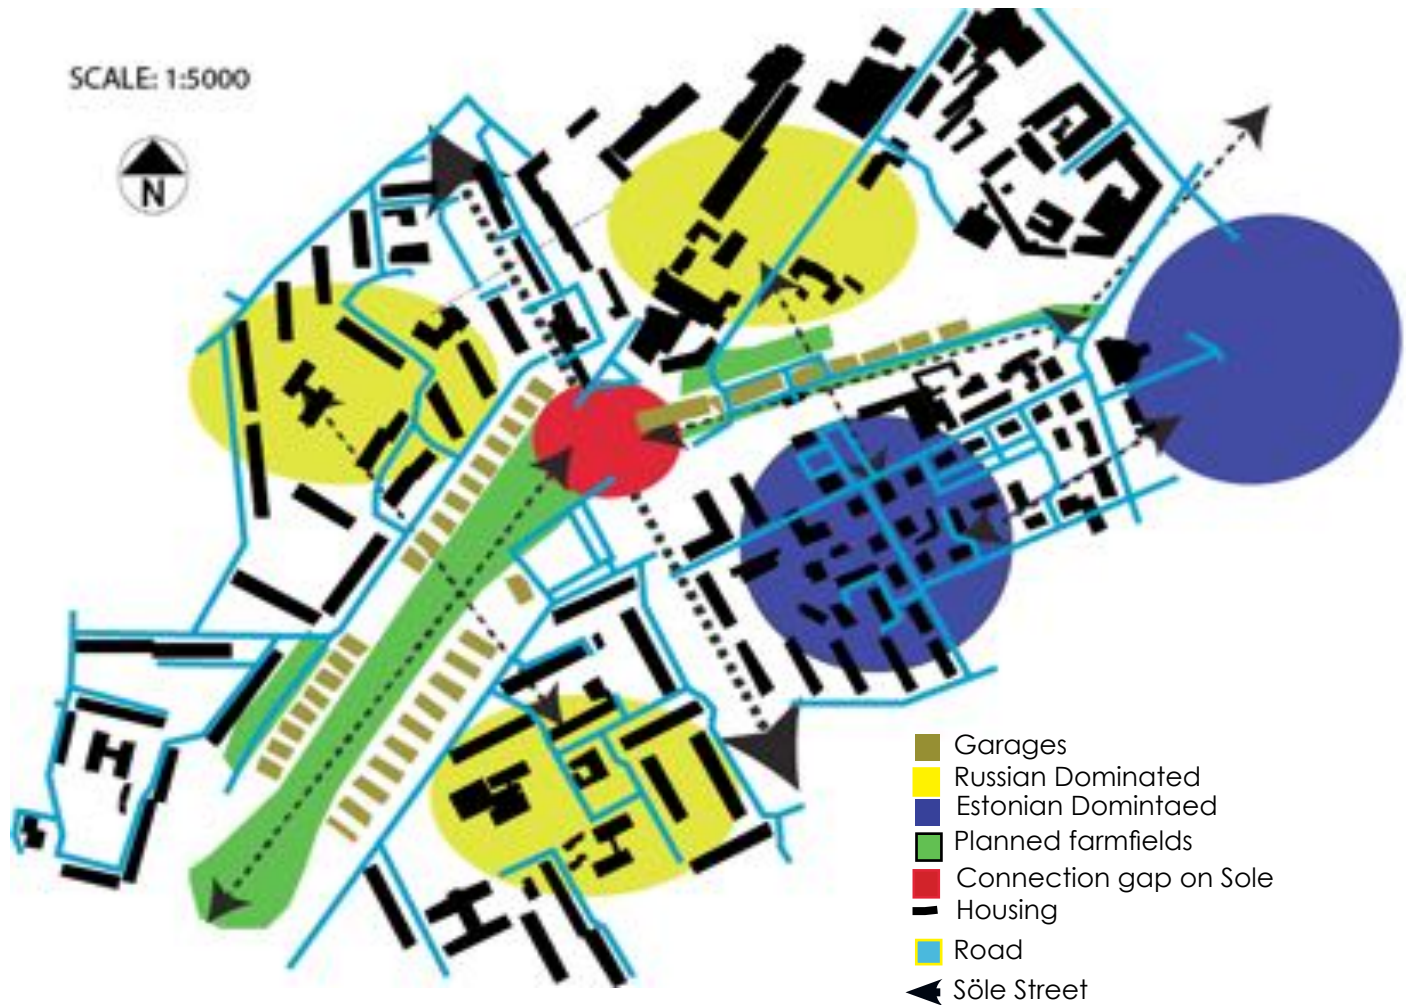 SCALE: 1:5000
N
Garages
Russian Dominated
Estonian Domintaed
Planned farmfields
Connection gap on Sole
Housing
Road
Söle Street